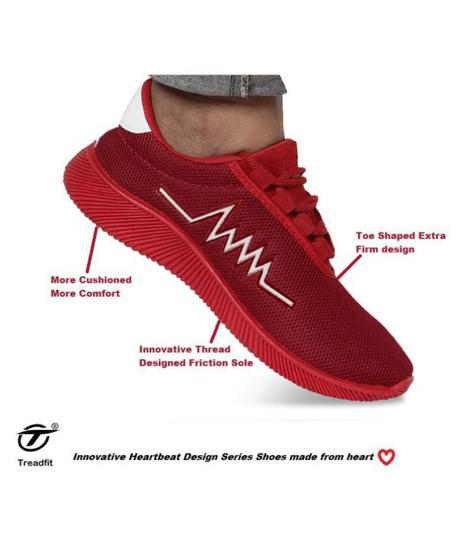 Toe Shaped Extra
Firm design
More Cushioned
More Comfort
Innovative Thread
Designed Friction Sole
®
Treadfit
Innovative Heartbeat Design Series Shoes made from heart